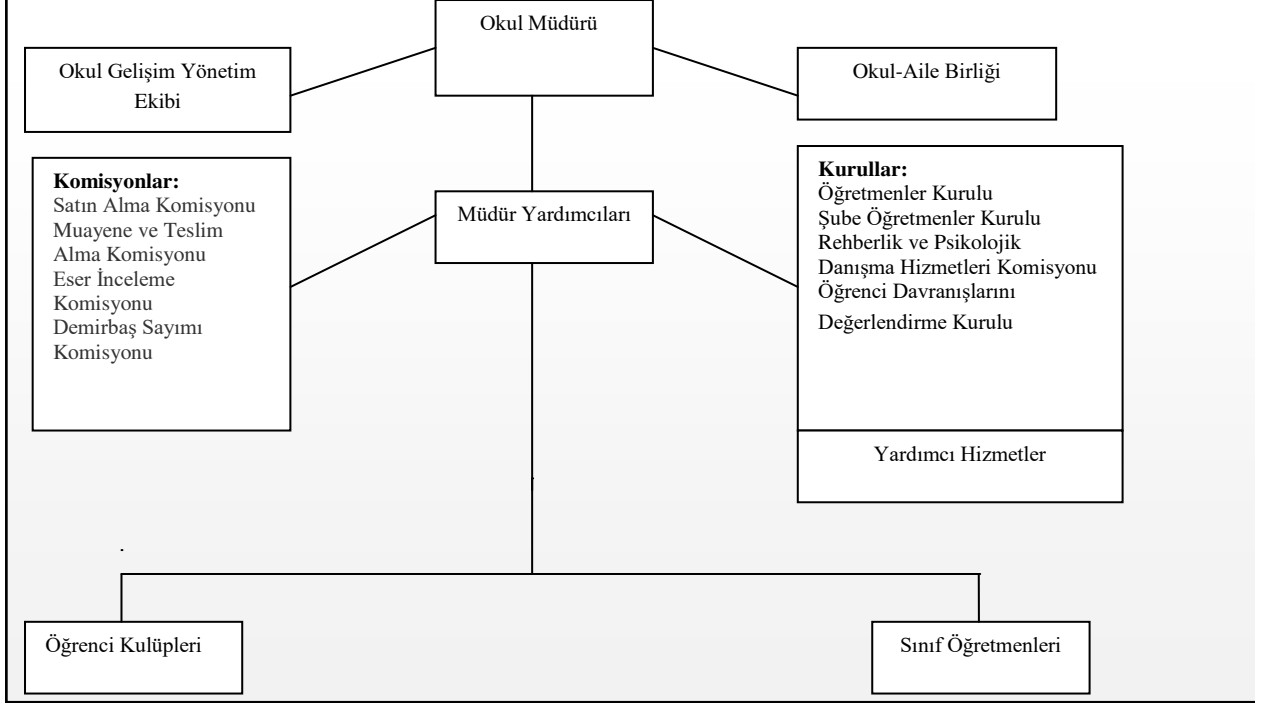 Okul Müdürü
Okul Gelişim Yönetim
Ekibi
Okul-Aile Birliği
Komisyonlar:
Satın Alma Komisyonu
Muayene ve Teslim
Alma Komisyonu
Eser İnceleme
Komisyonu
Demirbaş Sayımı
Komisyonu
Müdür Yardımcıları
Kurullar:
Öğretmenler Kurulu
Şube Öğretmenler Kurulu
Rehberlik ve Psikolojik
Danışma Hizmetleri Komisyonu
Öğrenci Davranışlarını
Değerlendirme Kurulu
Yardımcı Hizmetler
.
Öğrenci Kulüpleri
Sınıf Öğretmenleri